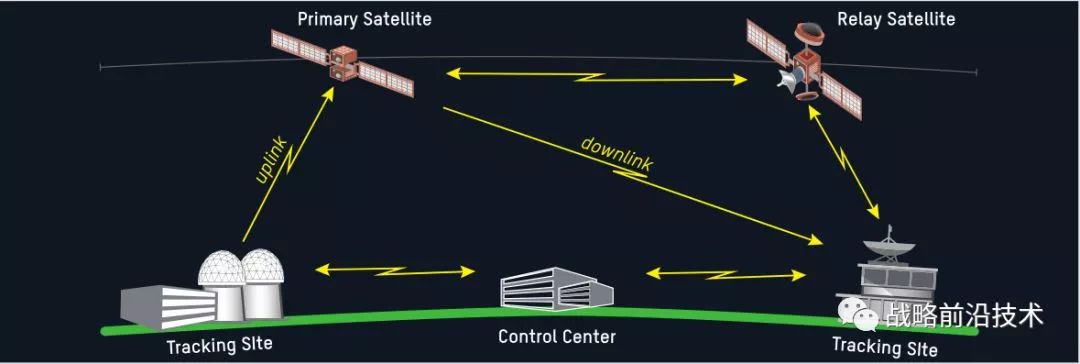 Primary Satellite
Relay Satellite
uplink
downlink
Tracking SIte
Control Center
Tracking SIte
战略前沿技术